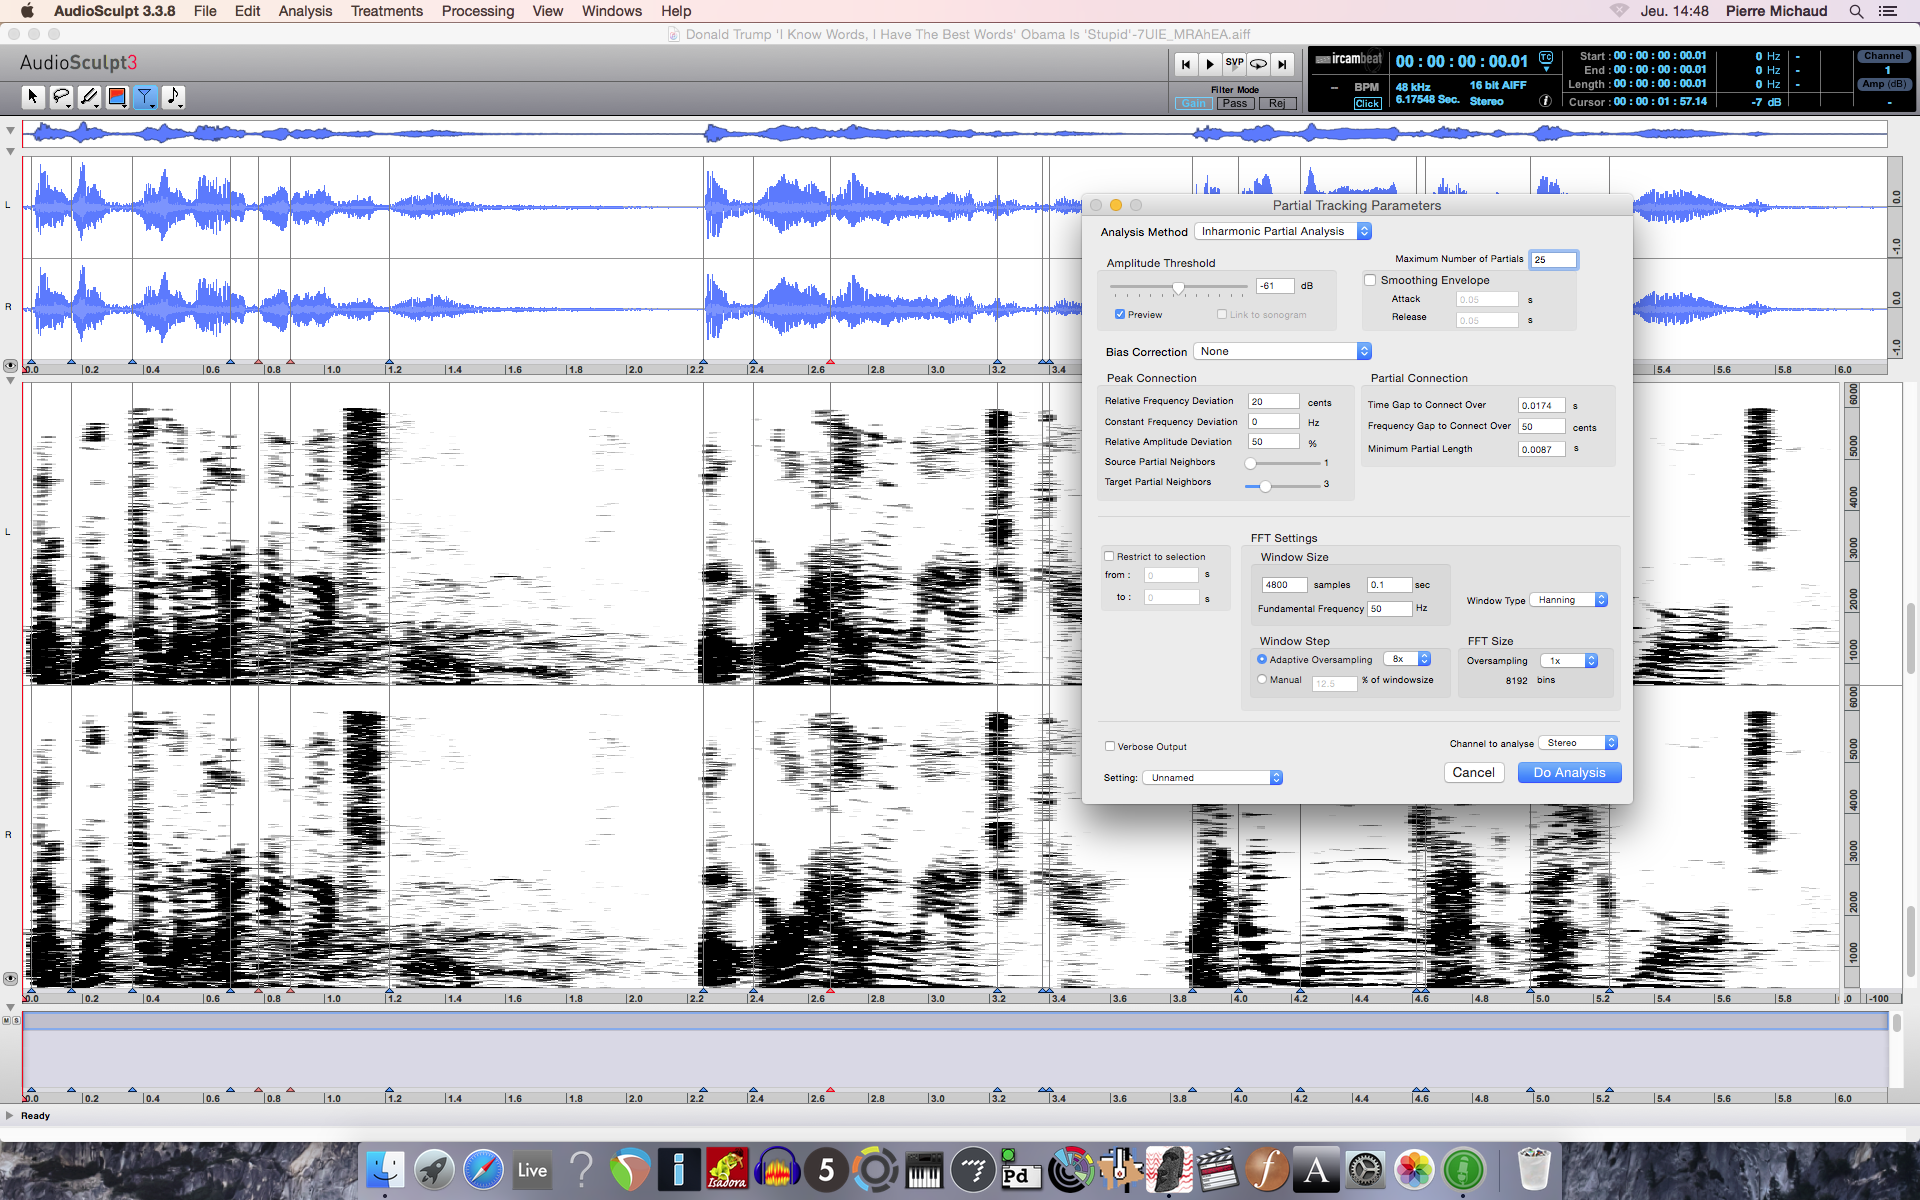 AudioSculpt 3.3.8 File Edit Analysis Treatments Processing View Windows Help Jeu. 14:48 Pierre Michaud
Donald Trump 'I Know Words, I Have The Best Words' Obama Is 'Stupid'-7UIE_MRAhEA.aiff
AudioSculpt3
SVP
Filter Mode
Gain Pass Rej
ircambeat
-- BPM
Click
00 : 00 : 00 : 00.01 TC
48 kHz 16 bit AIFF
6.17548 Sec. Stereo
Start : 00 : 00 : 00 : 00.01 0 Hz -
End : 00 : 00 : 00 : 00.01 0 Hz -
Length : 00 : 00 : 00 : 00.01 0 Hz -
Cursor : 00 : 00 : 01 : 57.14 -7 dB
Channel
1
Amp (dB)
-
L
R
0.0
-1.0
0.0
-1.0
0.0 0.2 0.4 0.6 0.8 1.0 1.2 1.4 1.6 1.8 2.0 2.2 2.4 2.6 2.8 3.0 3.2 3.4 5.4 5.6 5.8 6.0
Partial Tracking Parameters
Analysis Method Inharmonic Partial Analysis
Maximum Number of Partials 25
Amplitude Threshold
-61 dB
Preview Link to sonogram
Smoothing Envelope
Attack 0.05 s
Release 0.05 s
Bias Correction None
Peak Connection
Relative Frequency Deviation 20 cents
Constant Frequency Deviation 0 Hz
Relative Amplitude Deviation 50 %
Source Partial Neighbors 1
Target Partial Neighbors 3
Partial Connection
Time Gap to Connect Over 0.0174 s
Frequency Gap to Connect Over 50 cents
Minimum Partial Length 0.0087 s
Restrict to selection
from : 0 s
to : 0 s
FFT Settings
Window Size
4800 samples 0.1 sec
Fundamental Frequency 50 Hz
Window Type Hanning
Window Step
Adaptive Oversampling 8x
Manual 12.5 % of windowsize
FFT Size
Oversampling 1x
8192 bins
Verbose Output
Channel to analyse Stereo
Setting: Unnamed
Cancel Do Analysis
L
R
6000
5000
4000
3000
2000
1000
6000
5000
4000
3000
2000
1000
0.0 0.2 0.4 0.6 0.8 1.0 1.2 1.4 1.6 1.8 2.0 2.2 2.4 2.6 2.8 3.0 3.2 3.4 3.6 3.8 4.0 4.2 4.4 4.6 4.8 5.0 5.2 5.4 5.6 5.8 6.0 .0 -100
M S
0.0 0.2 0.4 0.6 0.8 1.0 1.2 1.4 1.6 1.8 2.0 2.2 2.4 2.6 2.8 3.0 3.2 3.4 3.6 3.8 4.0 4.2 4.4 4.6 4.8 5.0 5.2 5.4 5.6 5.8 6.0
Ready
Live ? i Isadora 5 Pd f A